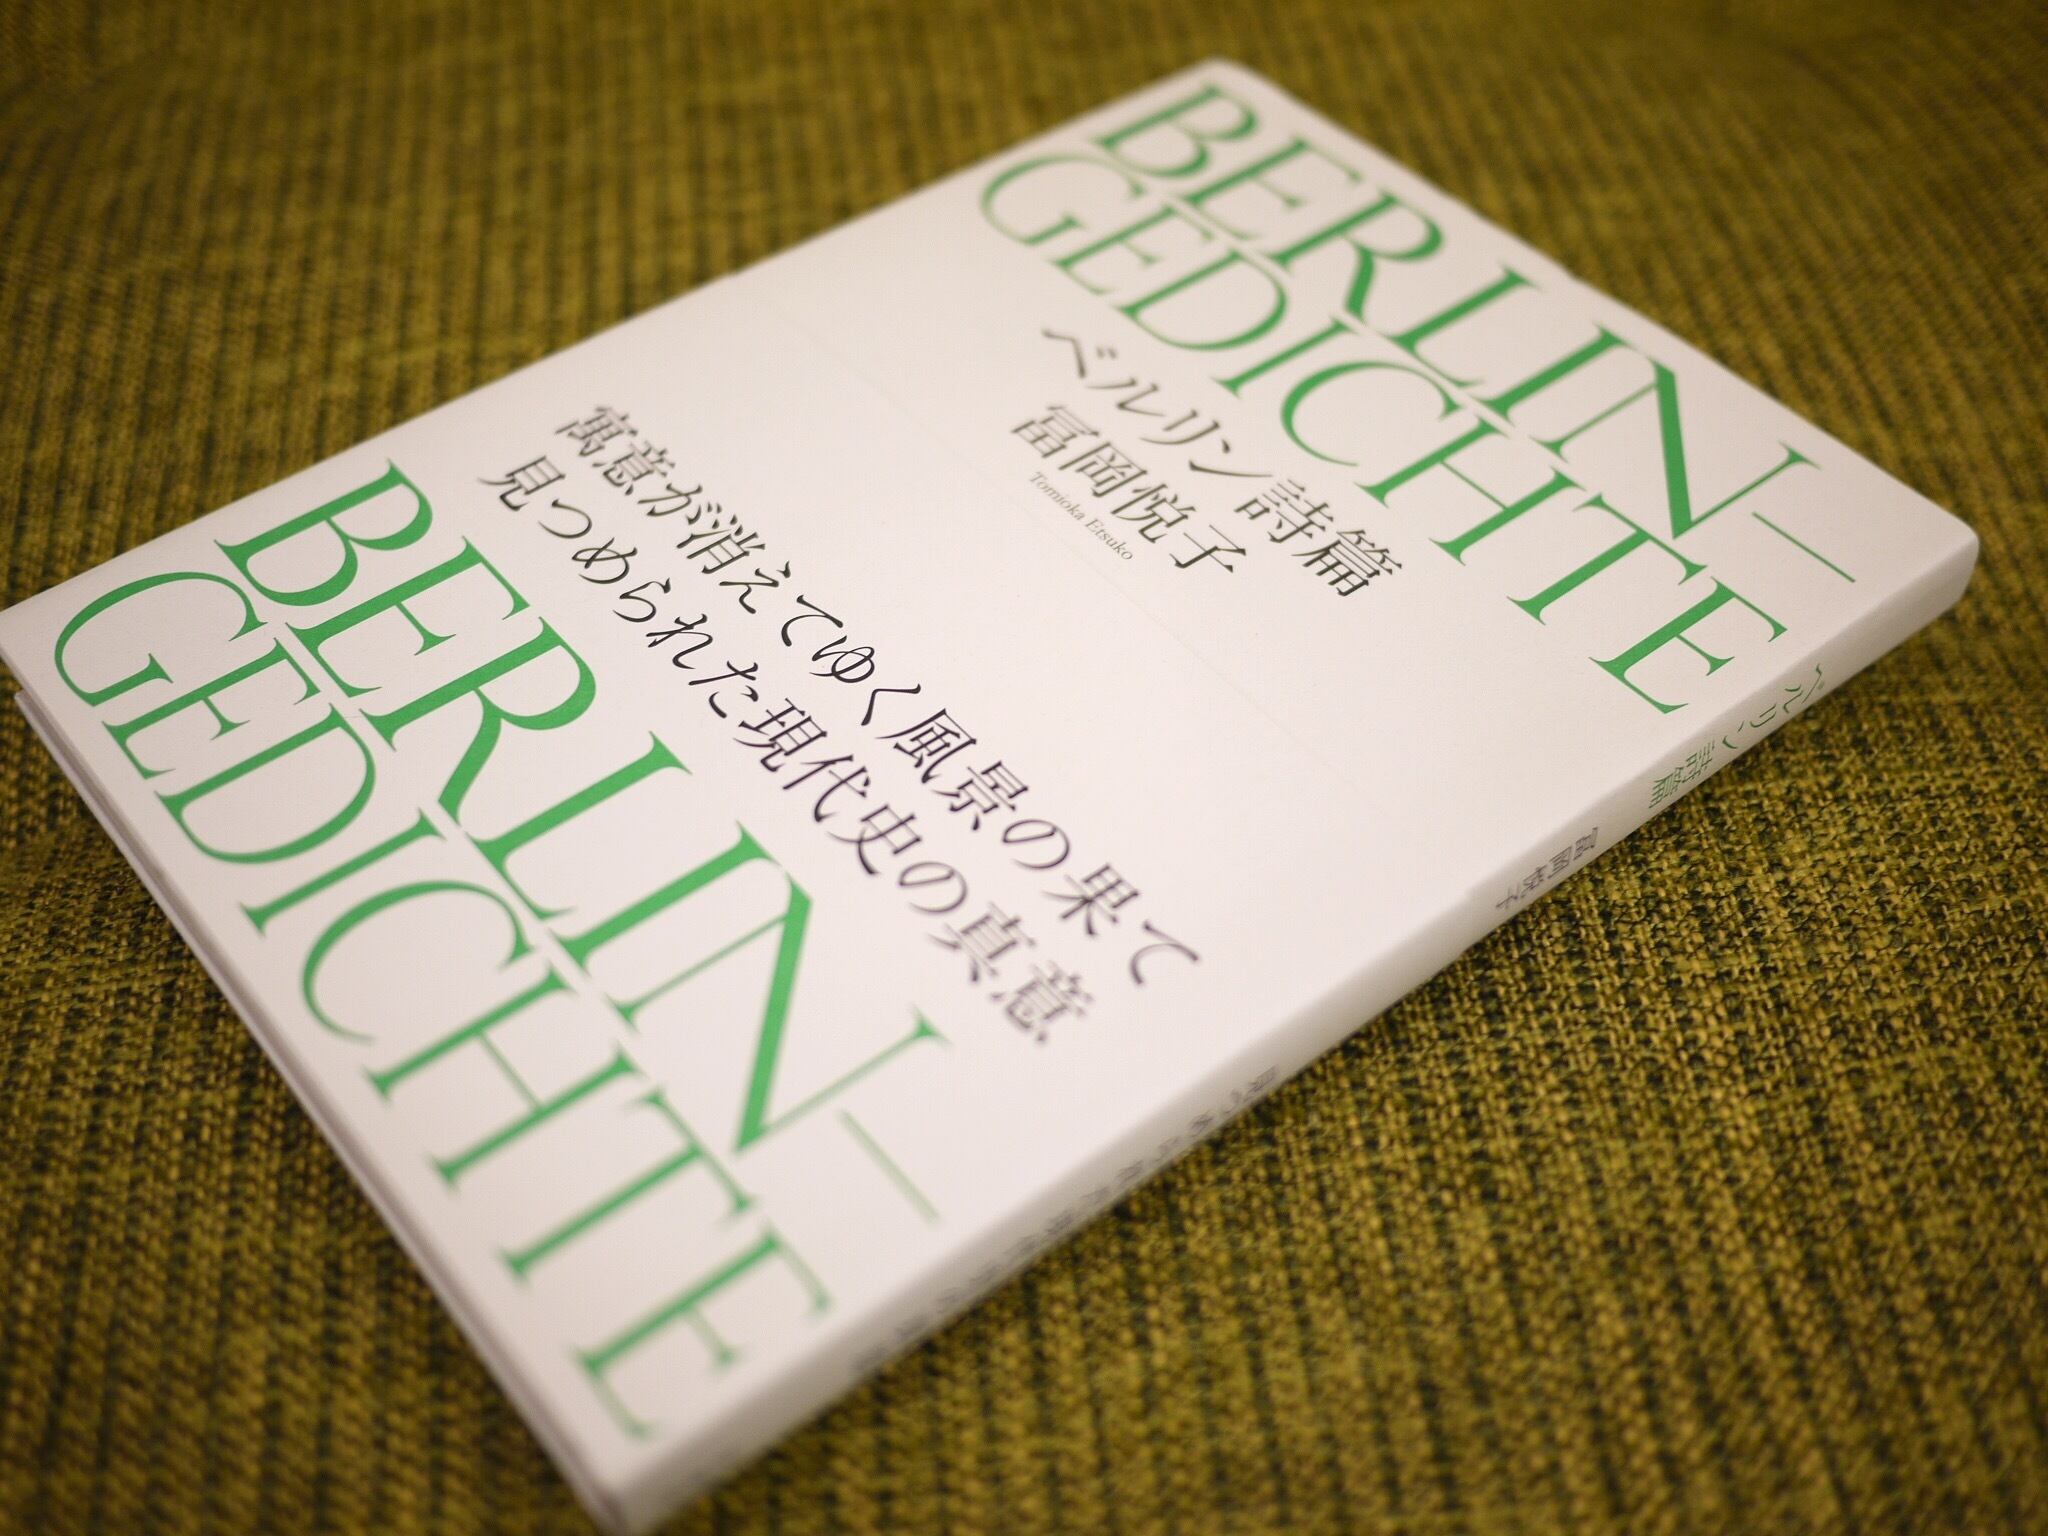 BERLIN—
GEDICHTE
ベルリン詩篇
冨岡悦子
Tomioka Etsuko
寓意が消えてゆく風景の果て
見つめられた現代史の真意
BERLIN—
GEDICHTE
ベルリン詩篇
冨岡悦子